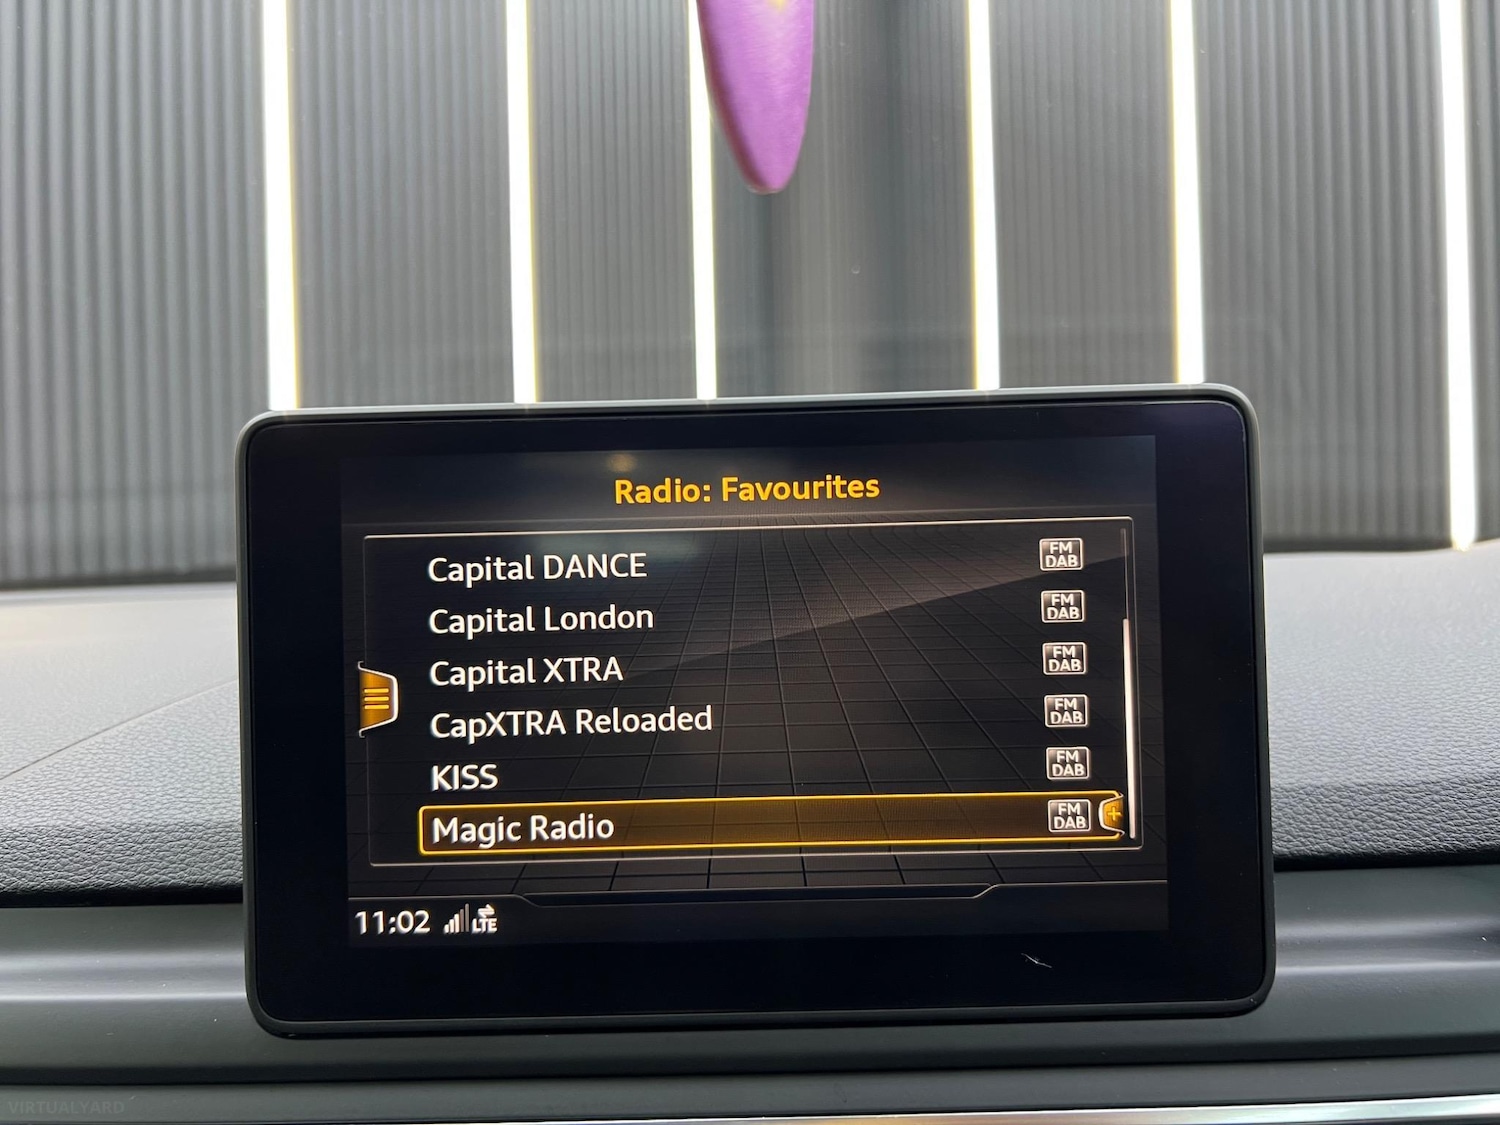 Radio: Favourites
Capital DANCE
FM
DAB
Capital London
FM
DAB
Capital XTRA
FM
DAB
CapXTRA Reloaded
FM
DAB
KISS
FM
DAB
Magic Radio
FM
DAB
11:02 LTE
VIRTUALYARD